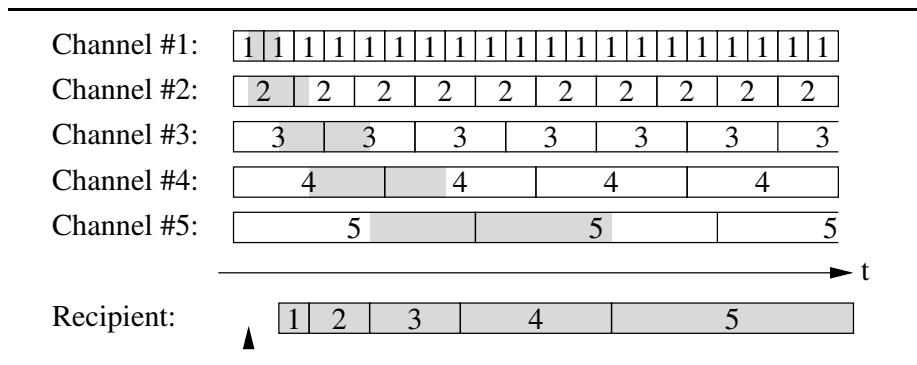 Channel #1: 1 1 1 1 1 1 1 1 1 1 1 1 1 1 1 1 1 1 1 1
Channel #2: 2 2 2 2 2 2 2 2 2 2
Channel #3: 3 3 3 3 3 3 3
Channel #4: 4 4 4 4
Channel #5: 5 5 5
t
Recipient: 1 2 3 4 5